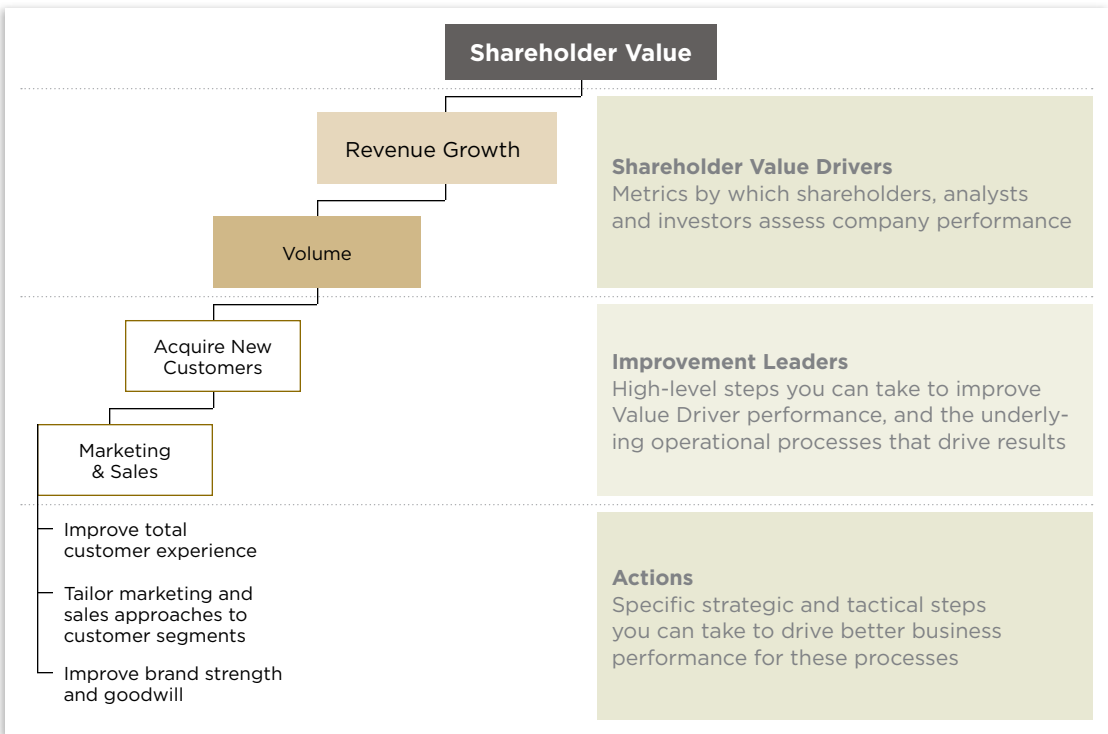 Shareholder Value
Revenue Growth
Volume
Shareholder Value Drivers
Metrics by which shareholders, analysts
and investors assess company performance
Acquire New
Customers
Marketing
& Sales
Improvement Leaders
High-level steps you can take to improve
Value Driver performance, and the underly-
ing operational processes that drive results
Improve total
customer experience
Tailor marketing and
sales approaches to
customer segments
Improve brand strength
and goodwill
Actions
Specific strategic and tactical steps
you can take to drive better business
performance for these processes